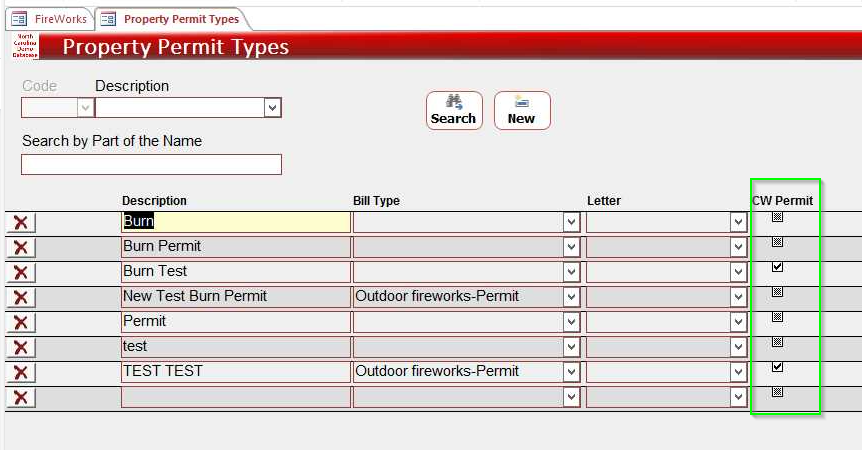 FireWorks
Property Permit Types
North
Carolina
Demo
Database
Property Permit Types
Code
Description
Search
New
Search by Part of the Name
Description
Bill Type
Letter
CW Permit
Burn
Burn Permit
Burn Test
New Test Burn Permit
Outdoor fireworks-Permit
Permit
test
TEST TEST
Outdoor fireworks-Permit